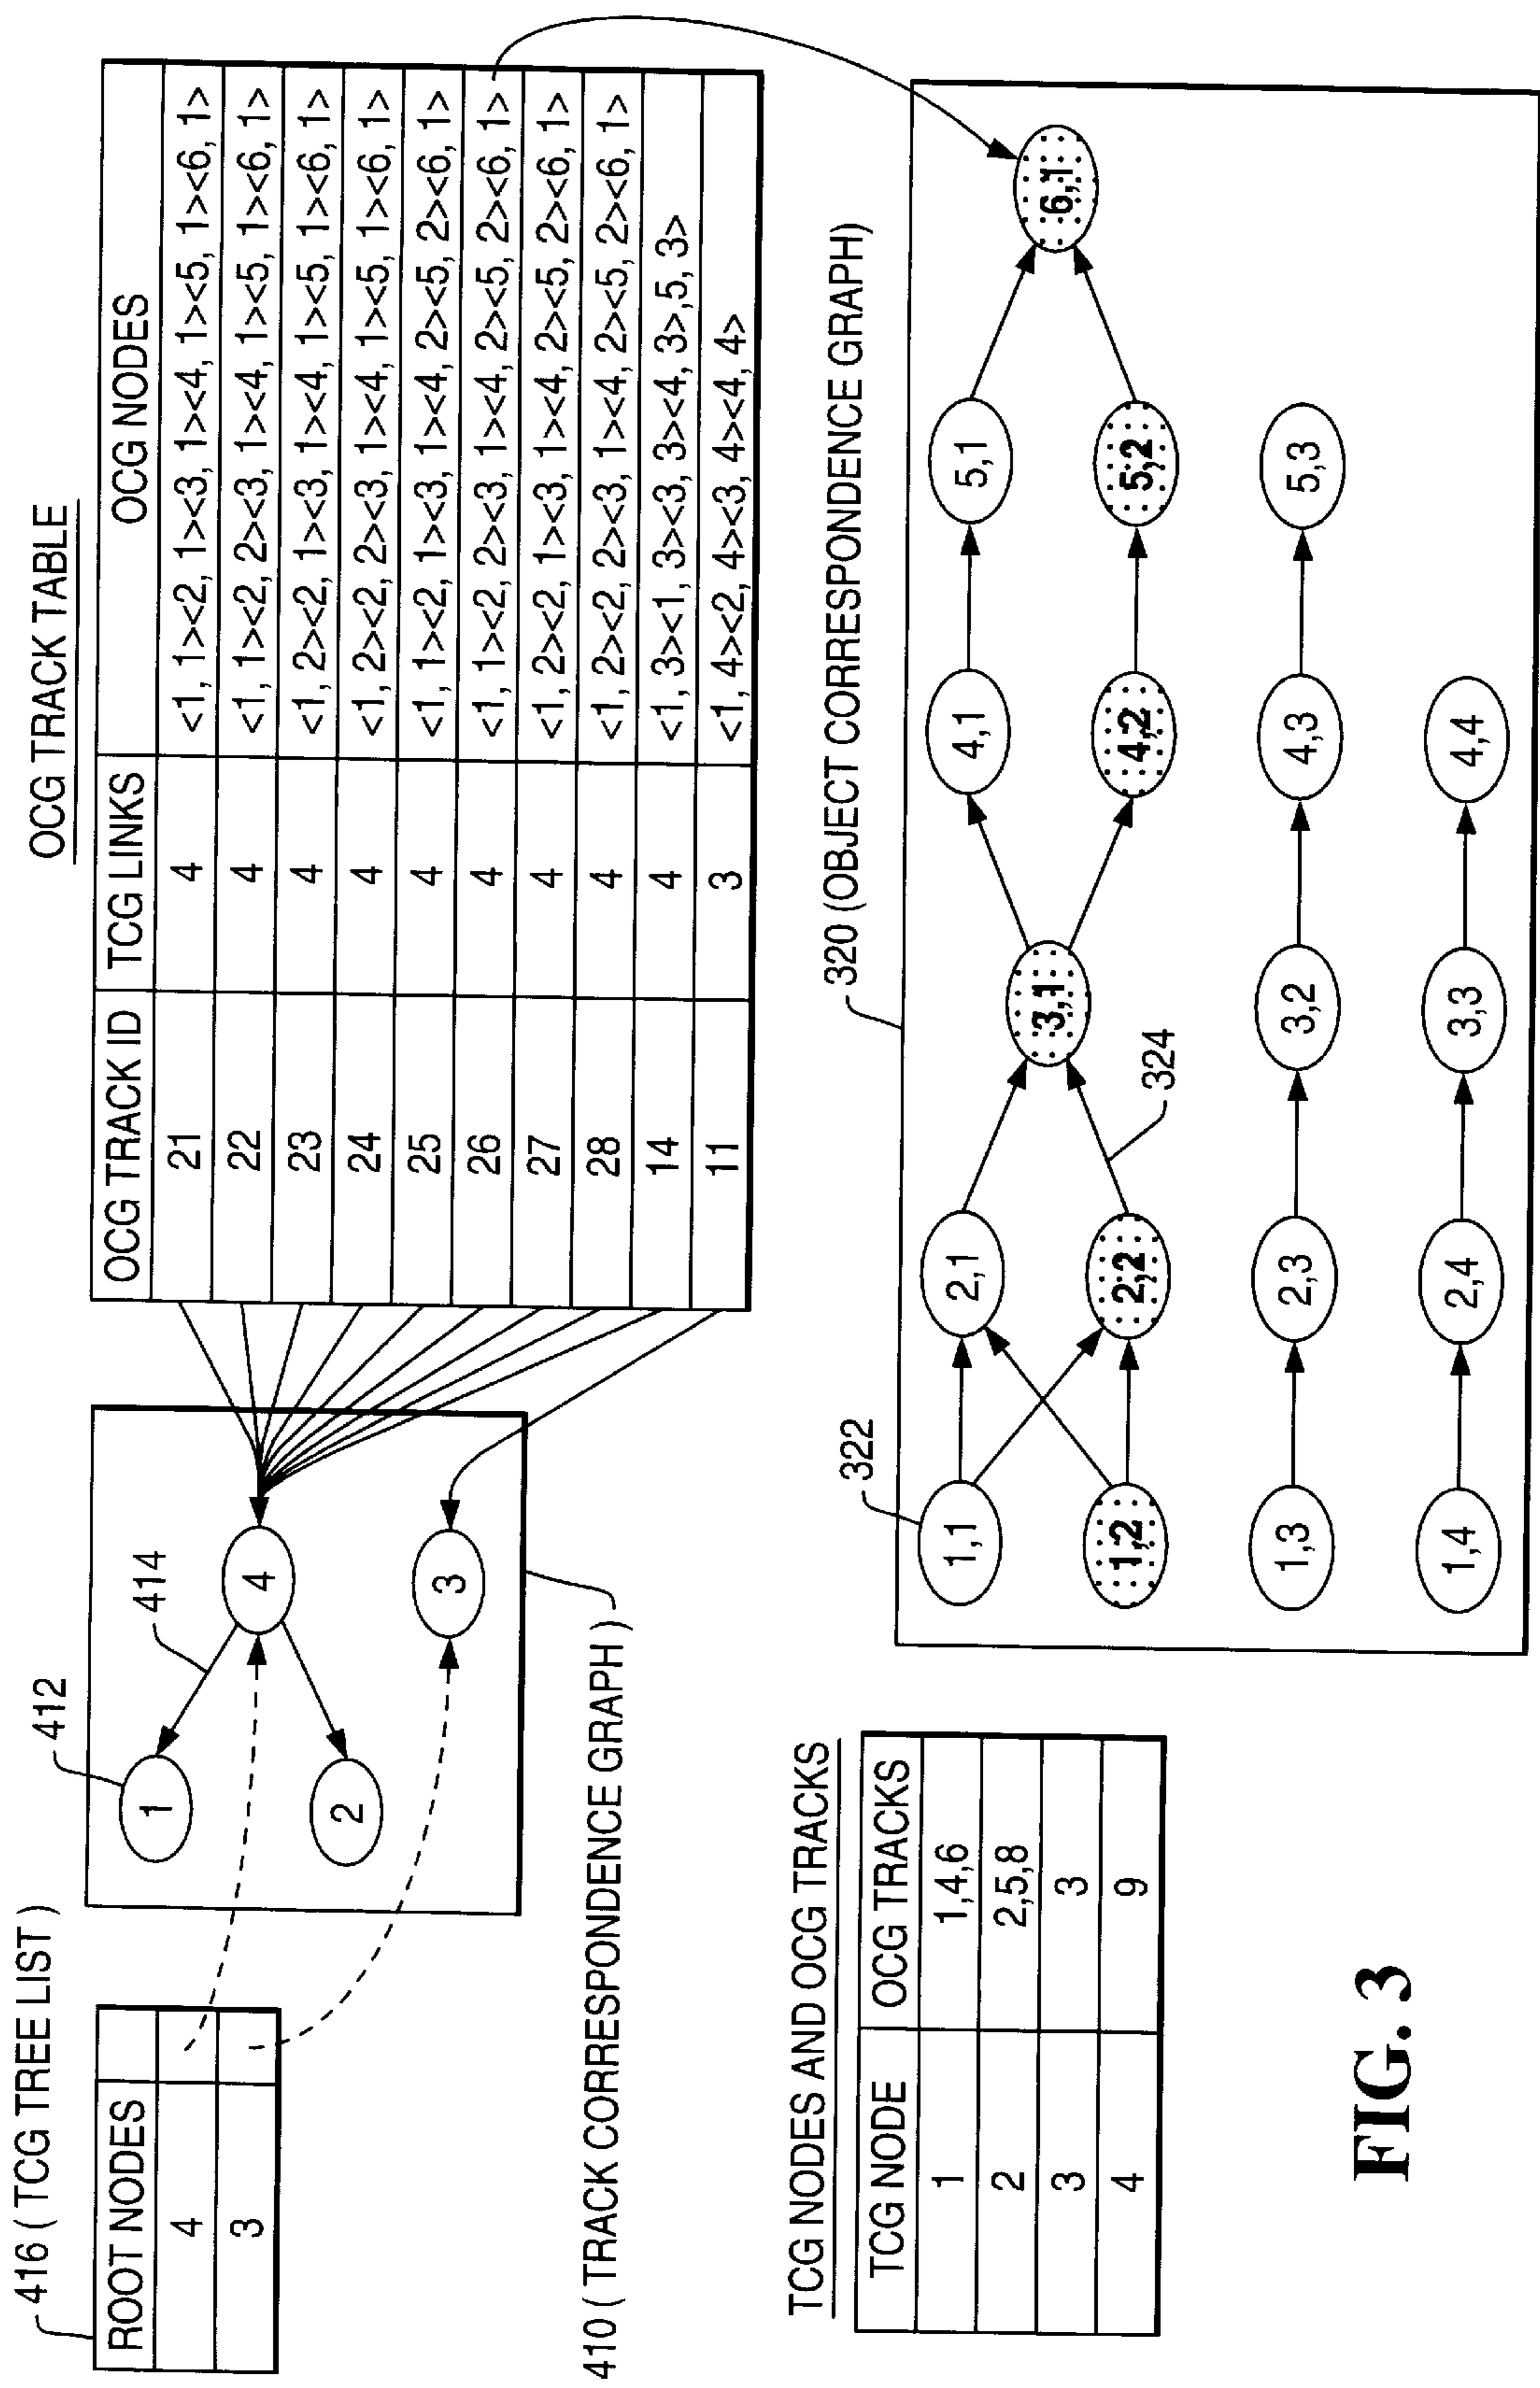 416 ( TCG TREE LIST )
ROOT NODES
4
3
412
414
1
2
4
3
410 ( TRACK CORRESPONDENCE GRAPH )
OCG TRACK TABLE
OCG TRACK ID TCG LINKS OCG NODES
21 4 <1, 1><2, 1><3, 1><4, 1><5, 1><6, 1>
22 4 <1, 1><2, 2><3, 1><4, 1><5, 1><6, 1>
23 4 <1, 2><2, 1><3, 1><4, 1><5, 1><6, 1>
24 4 <1, 2><2, 2><3, 1><4, 1><5, 1><6, 1>
25 4 <1, 1><2, 1><3, 1><4, 2><5, 2><6, 1>
26 4 <1, 1><2, 2><3, 1><4, 2><5, 2><6, 1>
27 4 <1, 2><2, 1><3, 1><4, 2><5, 2><6, 1>
28 4 <1, 2><2, 2><3, 1><4, 2><5, 2><6, 1>
14 4 <1, 3><1, 3><3, 3><4, 3>,5, 3>
11 3 <1, 4><2, 4><3, 4><4, 4>
TCG NODES AND OCG TRACKS
TCG NODE OCG TRACKS
1 1,4,6
2 2,5,8
3 3
4 9
320 (OBJECT CORRESPONDENCE GRAPH)
322
324
1,1 2,1 4,1 5,1
3,1 6,1
1,2 2,2 4,2 5,2
1,3 2,3 3,2 4,3 5,3
1,4 2,4 3,3 4,4
FIG. 3